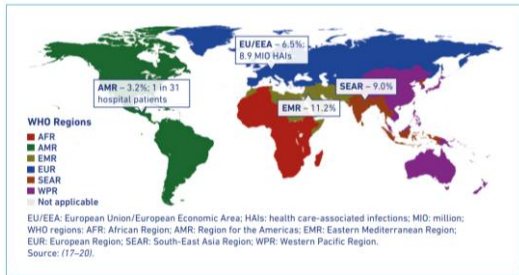 EU/EEA – 6.5%;
8.9 MIO HAIs
AMR – 3.2%; 1 in 31
hospital patients
SEAR – 9.0%
EMR – 11.2%
WHO Regions
AFR
AMR
EMR
EUR
SEAR
WPR
Not applicable
EU/EEA: European Union/European Economic Area; HAIs: health care-associated infections; MIO: million;
WHO regions: AFR: African Region; AMR: Region for the Americas; EMR: Eastern Mediterranean Region;
EUR: European Region; SEAR: South-East Asia Region; WPR: Western Pacific Region.
Source: (17–20).